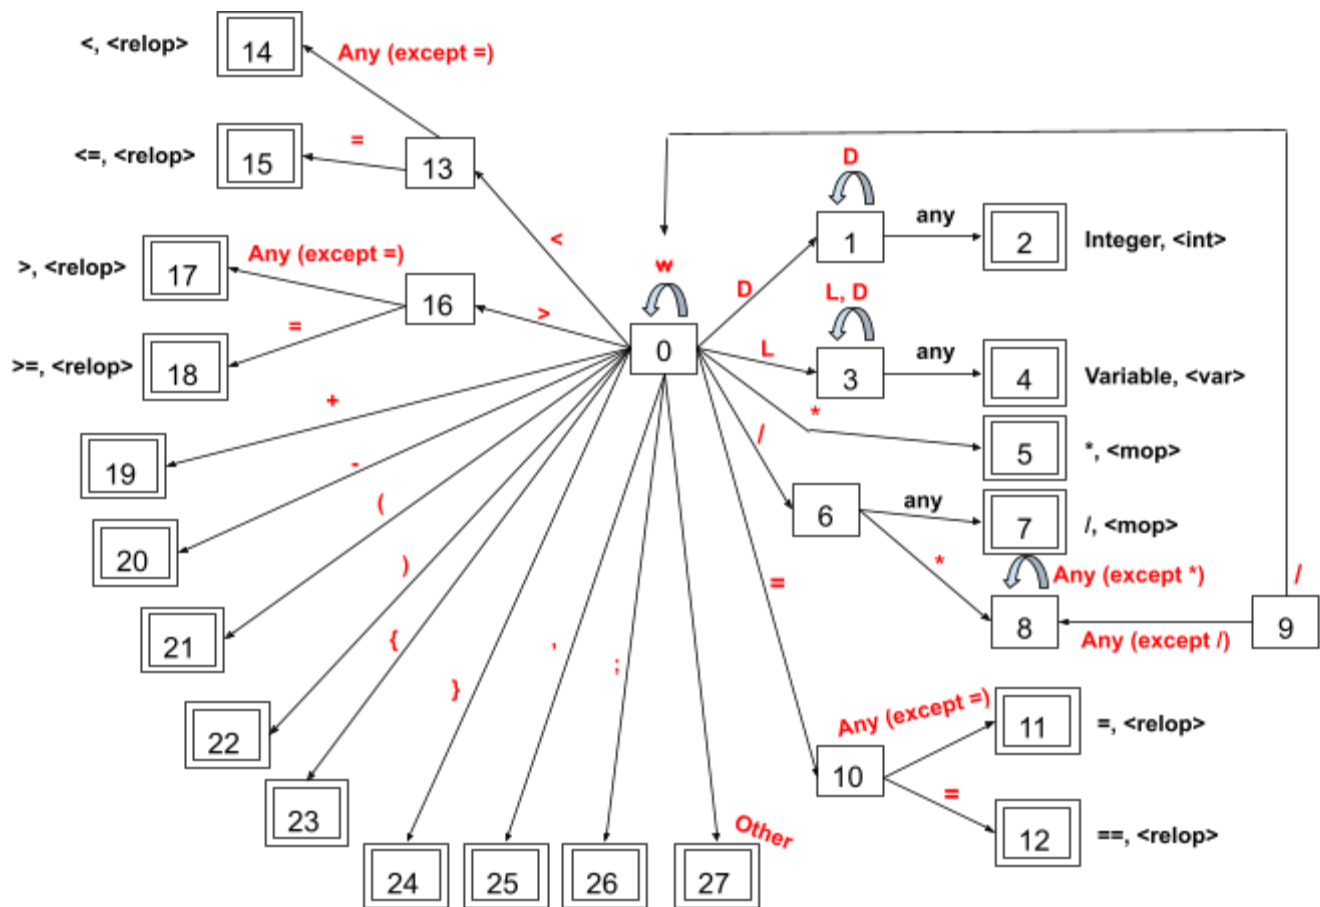 <, <relop>
14
Any (except =)
<=, <relop>
15
=
13
D
>, <relop>
17
Any (except =)
<
w
1
any
2
Integer, <int>
16
>
D
L, D
>=, <relop>
18
=
0
L
3
any
4
Variable, <var>
+
*
19
-
/
5
*, <mop>
20
(
6
any
7
/, <mop>
)
*
Any (except *)
/
21
{
=
8
Any (except /)
9
,
;
}
22
Any (except =)
11
=, <relop>
10
23
=
12
==, <relop>
Other
24
25
26
27